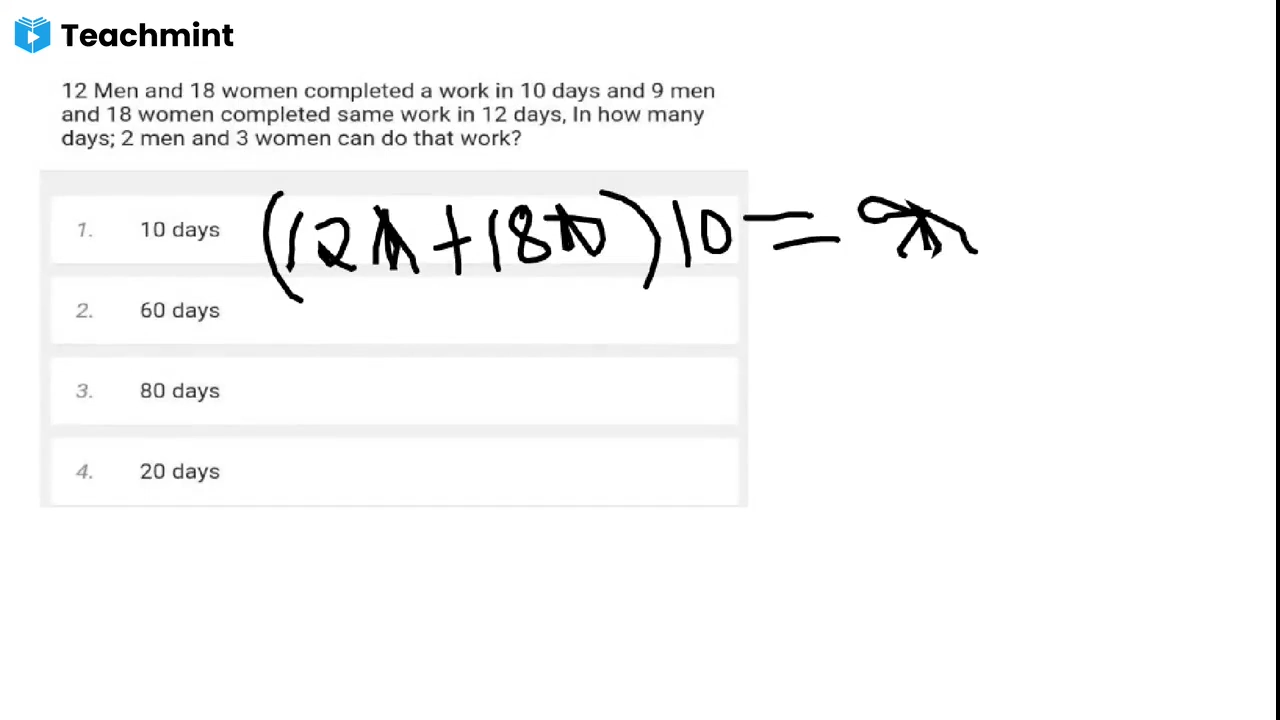 Teachmint
12 Men and 18 women completed a work in 10 days and 9 men
and 18 women completed same work in 12 days, In how many
days; 2 men and 3 women can do that work?
(12m+18w)10=
1. 10 days
2. 60 days
3. 80 days
4. 20 days